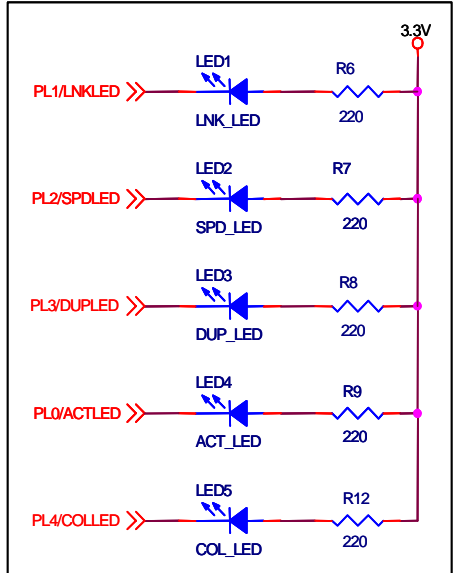 3.3V
LED1
R6
PL1/LNKLED
LNK_LED
220
LED2
R7
PL2/SPDLED
SPD_LED
220
LED3
R8
PL3/DUPLED
DUP_LED
220
LED4
R9
PL0/ACTLED
ACT_LED
220
LED5
R12
PL4/COLLED
COL_LED
220